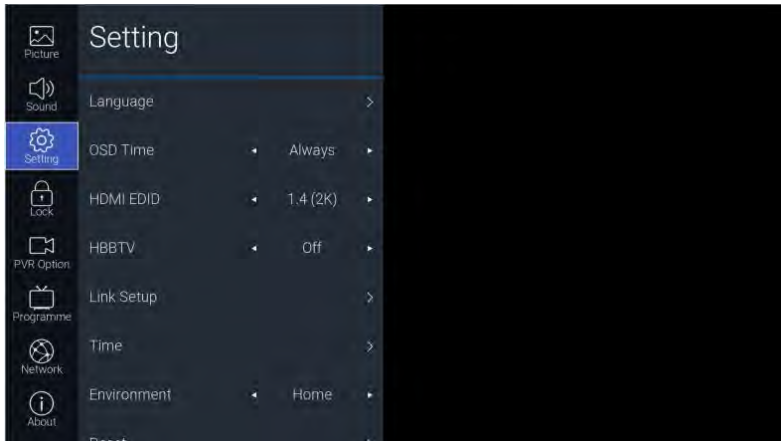 Picture
Sound
Setting
Lock
PVR Option
Programme
Network
About
Setting
Language
OSD Time Always
HDMI EDID 1.4 (2K)
HBBTV Off
Link Setup
Time
Environment Home